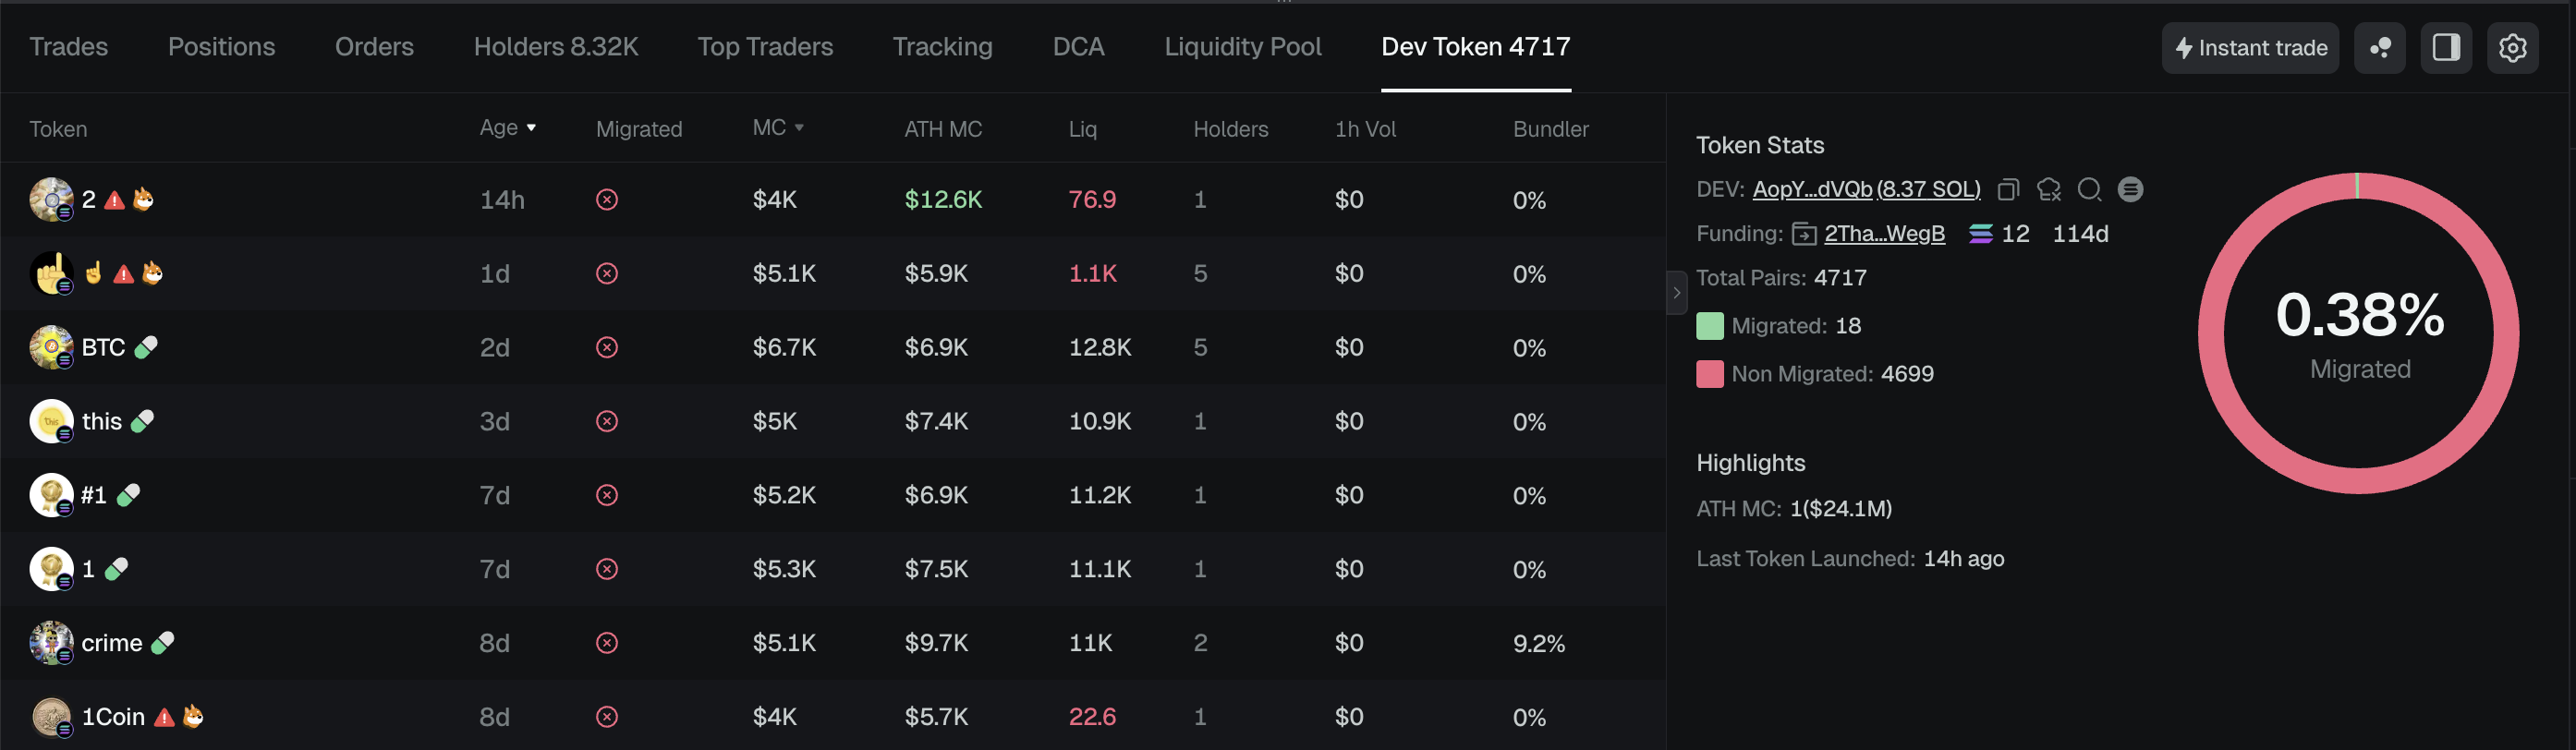 Trades Positions Orders Holders 8.32K Top Traders Tracking DCA Liquidity Pool Dev Token 4717 Instant trade
Token Age Migrated MC ATH MC Liq Holders 1h Vol Bundler
2 14h $4K $12.6K 76.9 1 $0 0%
☝️ 1d $5.1K $5.9K 1.1K 5 $0 0%
BTC 2d $6.7K $6.9K 12.8K 5 $0 0%
this 3d $5K $7.4K 10.9K 1 $0 0%
#1 7d $5.2K $6.9K 11.2K 1 $0 0%
1 7d $5.3K $7.5K 11.1K 1 $0 0%
crime 8d $5.1K $9.7K 11K 2 $0 9.2%
1Coin 8d $4K $5.7K 22.6 1 $0 0%
Token Stats
DEV: AopY...dVQb (8.37 SOL)
Funding: 2Tha...WegB 12 114d
Total Pairs: 4717
Migrated: 18
Non Migrated: 4699
0.38%
Migrated
Highlights
ATH MC: 1($24.1M)
Last Token Launched: 14h ago